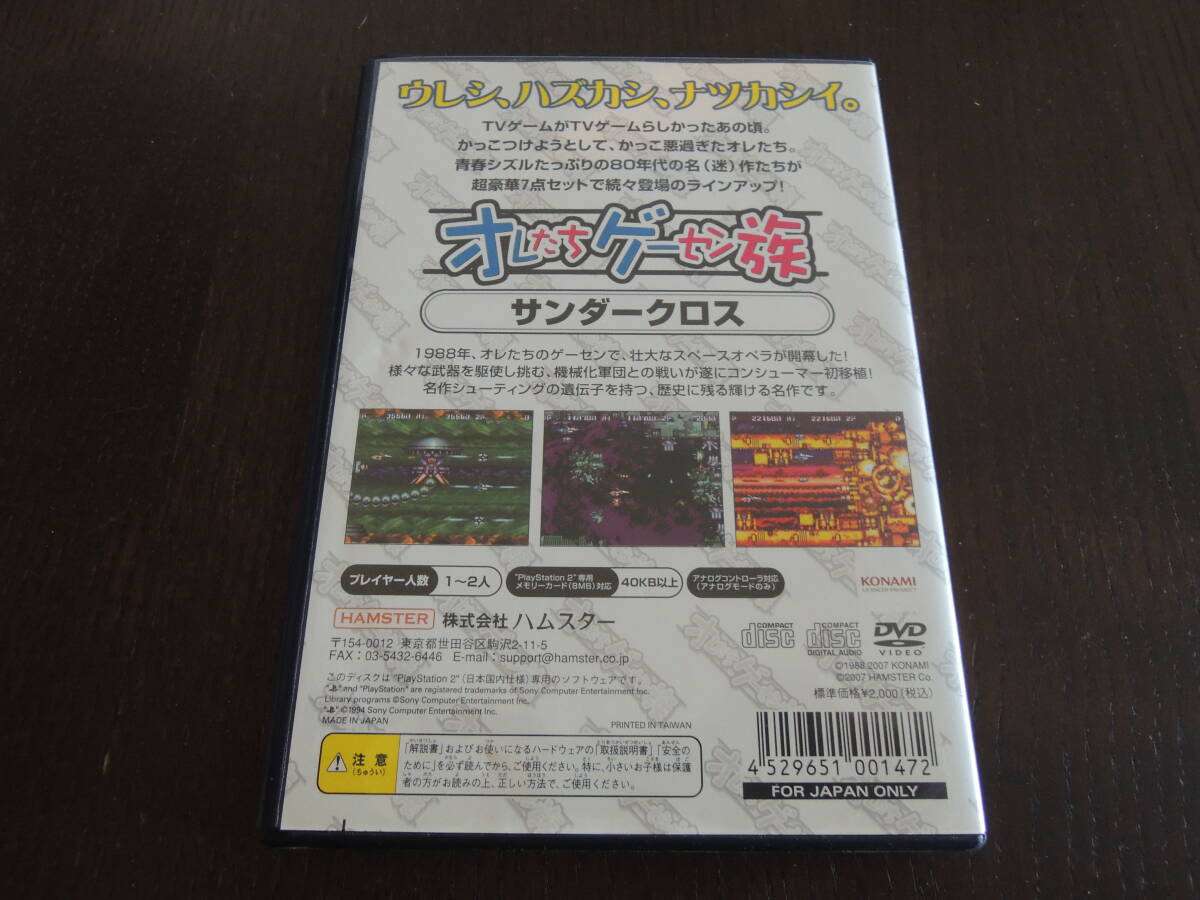 ウレシ、ハズカシ、ナツカシイ。
TVゲームがTVゲームらしかったあの頃。
かっこつけようとして、かっこ悪過ぎたオレたち。
青春シズルたっぷりの80年代の名（迷）作たちが
超豪華7点セットで続々登場のラインアップ！
オレたちゲーセン族
サンダークロス
1988年、オレたちのゲーセンで、壮大なスペースオペラが開幕した！
様々な武器を駆使し挑む、機械化軍団との戦いが遂にコンシューマー初移植！
名作シューティングの遺伝子を持つ、歴史に残る輝ける名作です。
プレイヤー人数 1～2人
"PlayStation 2"専用
メモリーカード（8MB）対応 40KB以上
アナログコントローラ対応
（アナログモードのみ）
KONAMI
LICENSED PRODUCT
HAMSTER 株式会社 ハムスター
〒154-0012 東京都世田谷区駒沢2-11-5
FAX：03-5432-6446 E-mail：support@hamster.co.jp
COMPACT disc
COMPACT disc DIGITAL AUDIO
DVD VIDEO
©1988 2007 KONAMI
©2007 HAMSTER Co.
標準価格¥2,000（税込）
このディスクは"PlayStation 2"（日本国内仕様）専用のソフトウェアです。
" " and "PlayStation" are registered trademarks of Sony Computer Entertainment Inc.
Library programs ©Sony Computer Entertainment Inc.
" " ©1994 Sony Computer Entertainment Inc.
MADE IN JAPAN
PRINTED IN TAIWAN
注意
（ちゅうい）
「解説書」およびお使いになるハードウェアの「取扱説明書」「安全の
ために」を必ず読んでから、ご使用ください。特に、小さいお子様は保護
者の方がお読みの上、正しい方法で、ご使用ください。
4 529651 001472
FOR JAPAN ONLY